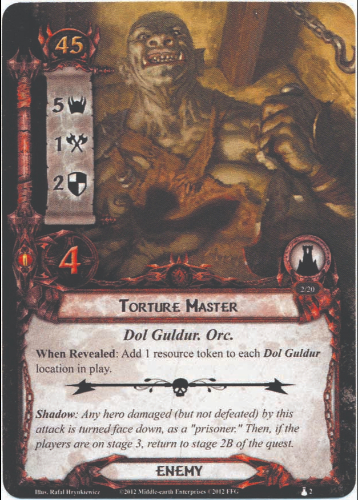 45
5
1
2
4
2/20
TORTURE MASTER
Dol Guldur. Orc.
When Revealed: Add 1 resource token to each Dol Guldur
location in play.
Shadow: Any hero damaged (but not defeated) by this
attack is turned face down, as a "prisoner." Then, if the
players are on stage 3, return to stage 2B of the quest.
ENEMY
Illus. Rafał Hrynkiewicz ©2012 Middle-earth Enterprises ©2012 FFG 2